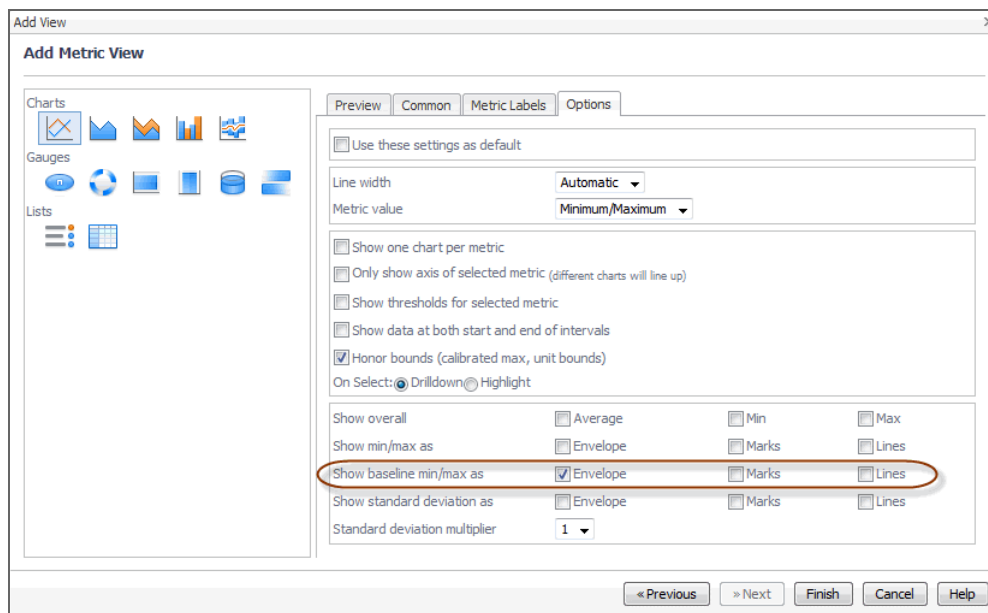 Add View
Add Metric View
Charts
Gauges
Lists
Preview Common Metric Labels Options
Use these settings as default
Line width Automatic
Metric value Minimum/Maximum
Show one chart per metric
Only show axis of selected metric (different charts will line up)
Show thresholds for selected metric
Show data at both start and end of intervals
Honor bounds (calibrated max, unit bounds)
On Select: Drilldown Highlight
Show overall Average Min Max
Show min/max as Envelope Marks Lines
Show baseline min/max as Envelope Marks Lines
Show standard deviation as Envelope Marks Lines
Standard deviation multiplier 1
« Previous » Next Finish Cancel Help